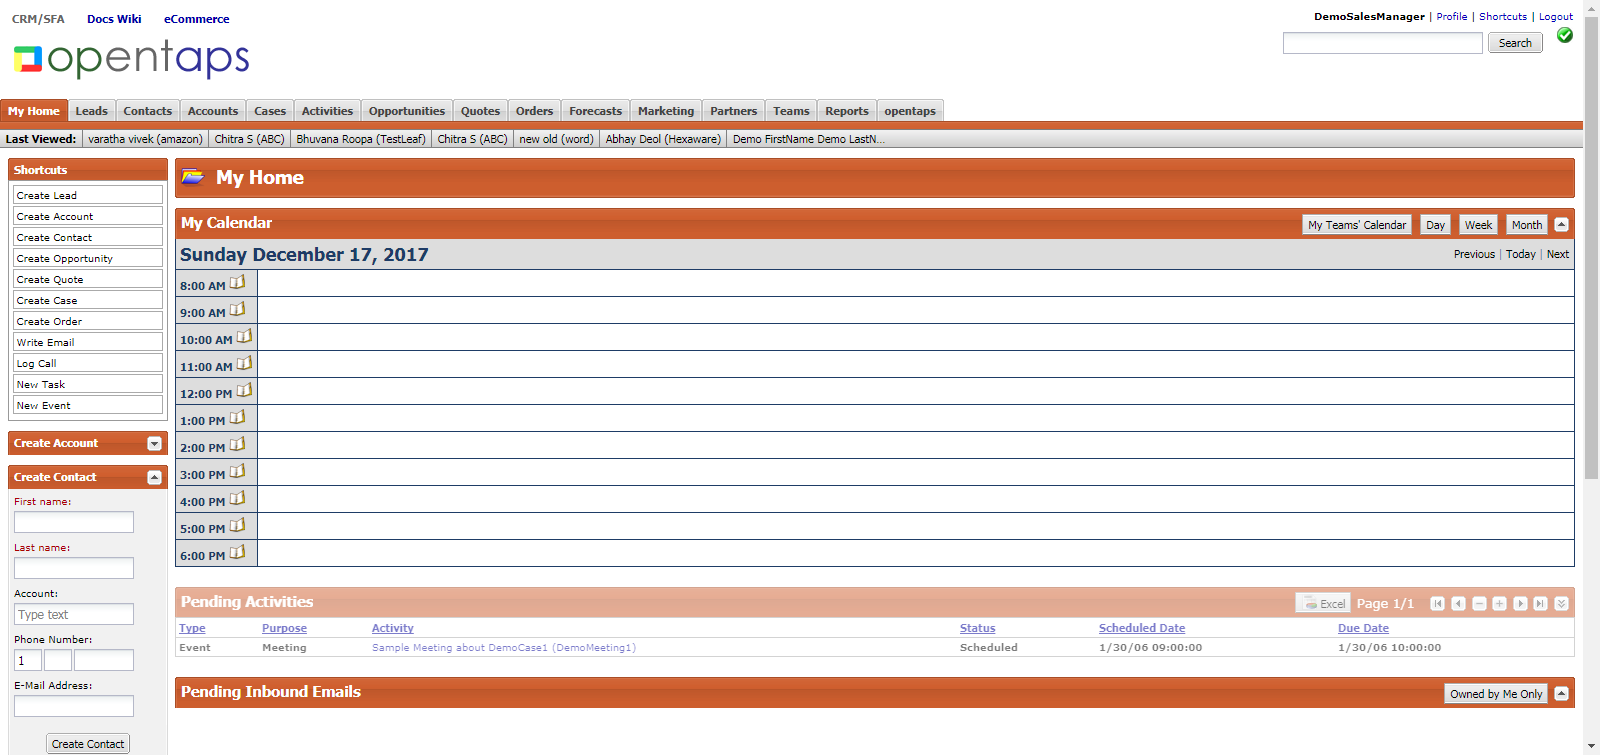 CRM/SFA Docs Wiki eCommerce
DemoSalesManager | Profile | Shortcuts | Logout
opentaps
Search
My Home Leads Contacts Accounts Cases Activities Opportunities Quotes Orders Forecasts Marketing Partners Teams Reports opentaps
Last Viewed: varatha vivek (amazon) Chitra S (ABC) Bhuvana Roopa (TestLeaf) Chitra S (ABC) new old (word) Abhay Deol (Hexaware) Demo FirstName Demo LastN...
Shortcuts
Create Lead
Create Account
Create Contact
Create Opportunity
Create Quote
Create Case
Create Order
Write Email
Log Call
New Task
New Event
Create Account
Create Contact
First name:
Last name:
Account:
Type text
Phone Number:
1
E-Mail Address:
Create Contact
My Home
My Calendar
My Teams' Calendar Day Week Month
Sunday December 17, 2017
Previous | Today | Next
8:00 AM
9:00 AM
10:00 AM
11:00 AM
12:00 PM
1:00 PM
2:00 PM
3:00 PM
4:00 PM
5:00 PM
6:00 PM
Pending Activities
Excel Page 1/1
Type Purpose Activity Status Scheduled Date Due Date
Event Meeting Sample Meeting about DemoCase1 (DemoMeeting1) Scheduled 1/30/06 09:00:00 1/30/06 10:00:00
Pending Inbound Emails
Owned by Me Only